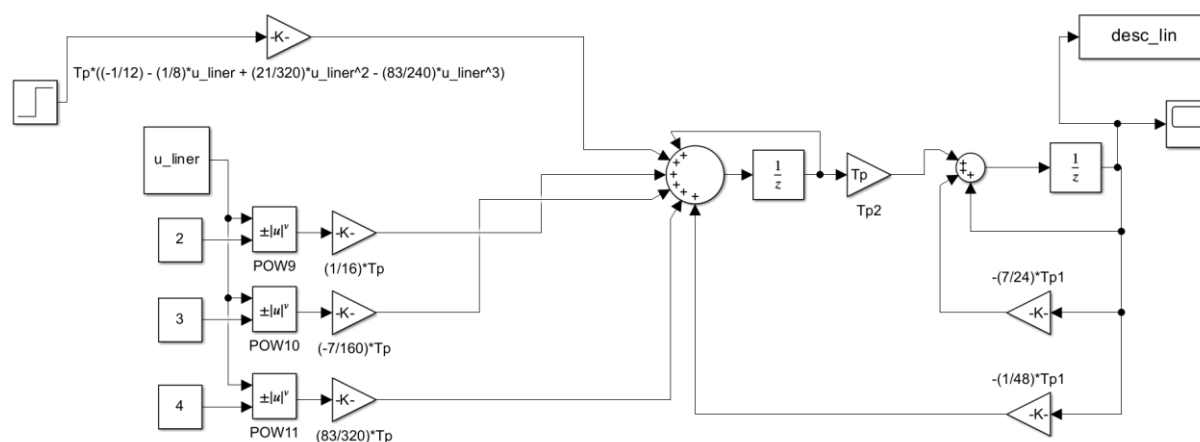 desc_lin
-K-
Tp*((-1/12) - (1/8)*u_liner + (21/320)*u_liner^2 - (83/240)*u_liner^3)
u_liner
+
+
+
+
+
+
1
z
Tp
Tp2
+
+
+
1
z
2
±|u|ᵛ
POW9
-K-
(1/16)*Tp
-(7/24)*Tp1
-K-
3
±|u|ᵛ
POW10
-K-
(-7/160)*Tp
-(1/48)*Tp1
-K-
4
±|u|ᵛ
POW11
-K-
(83/320)*Tp